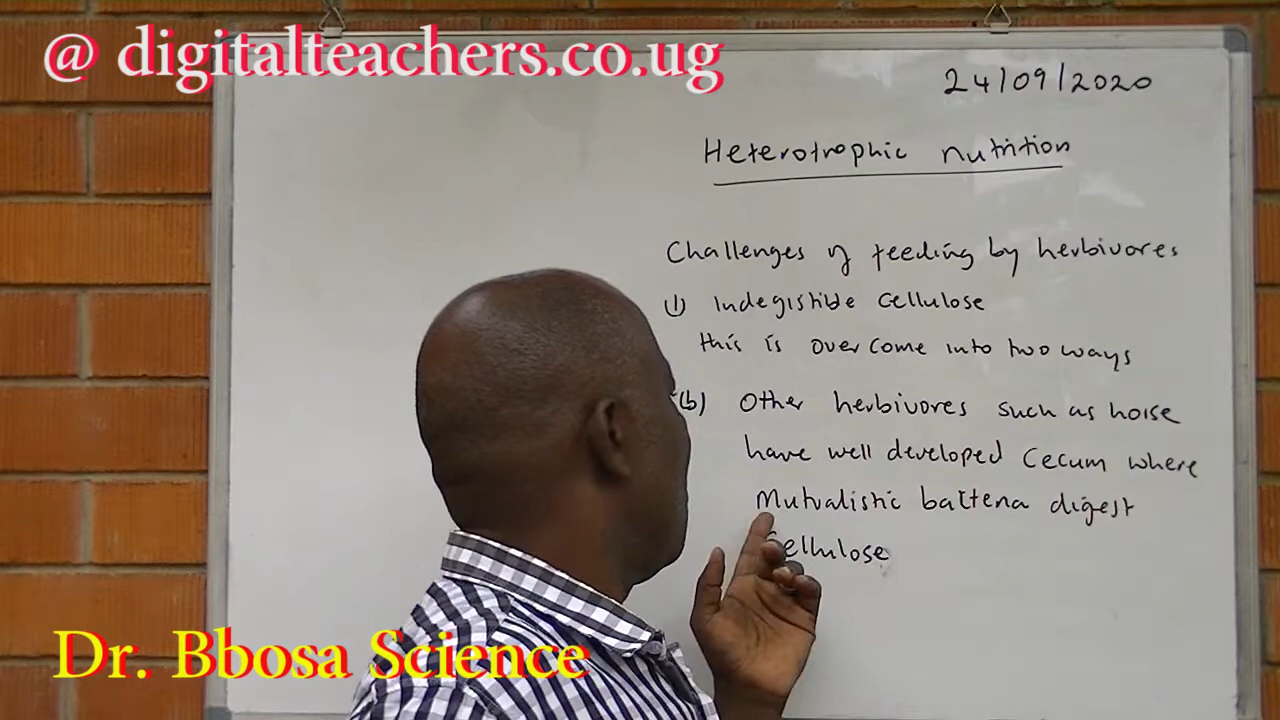 @ digitalteachers.co.ug
24/09/2020
Heterotrophic nutrition
Challenges of feeding by herbivores
(1) Indegistible cellulose
this is overcome into two ways
(b) Other herbivores such as horse
have well developed Cecum where
Mutualistic bacteria digest
Cellulose
Dr. Bbosa Science